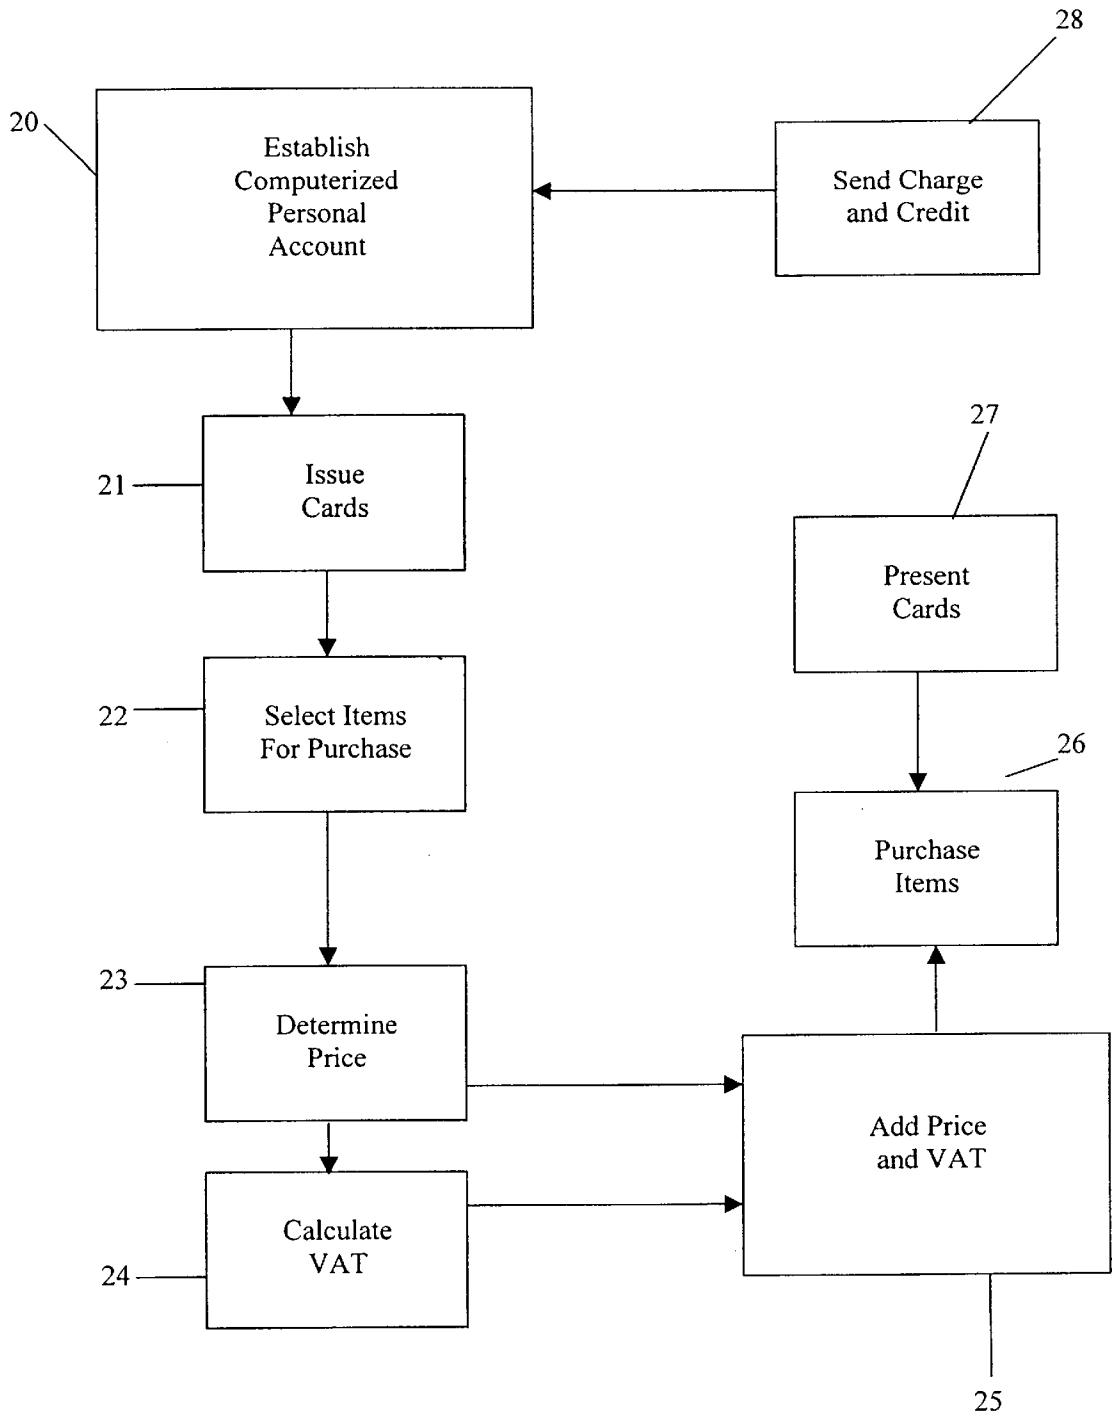 28
20
Establish
Computerized
Personal
Account
Send Charge
and Credit
21
Issue
Cards
27
Present
Cards
22
Select Items
For Purchase
26
Purchase
Items
23
Determine
Price
Add Price
and VAT
24
Calculate
VAT
25